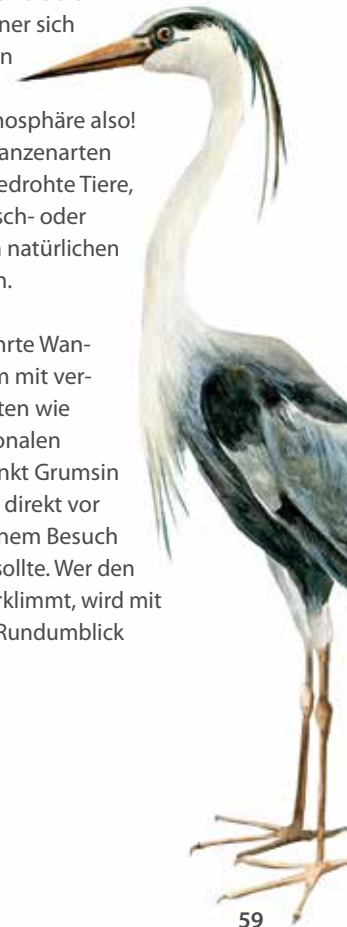 ner sich
n
nosphäre also!
anzenarten
edrohte Tiere,
sch- oder
n natürlichen
n.
hrte Wan-
m mit ver-
ten wie
onalen
nkt Grumsin
direkt vor
nem Besuch
sollte. Wer den
rklimmt, wird mit
Rundumblick
59